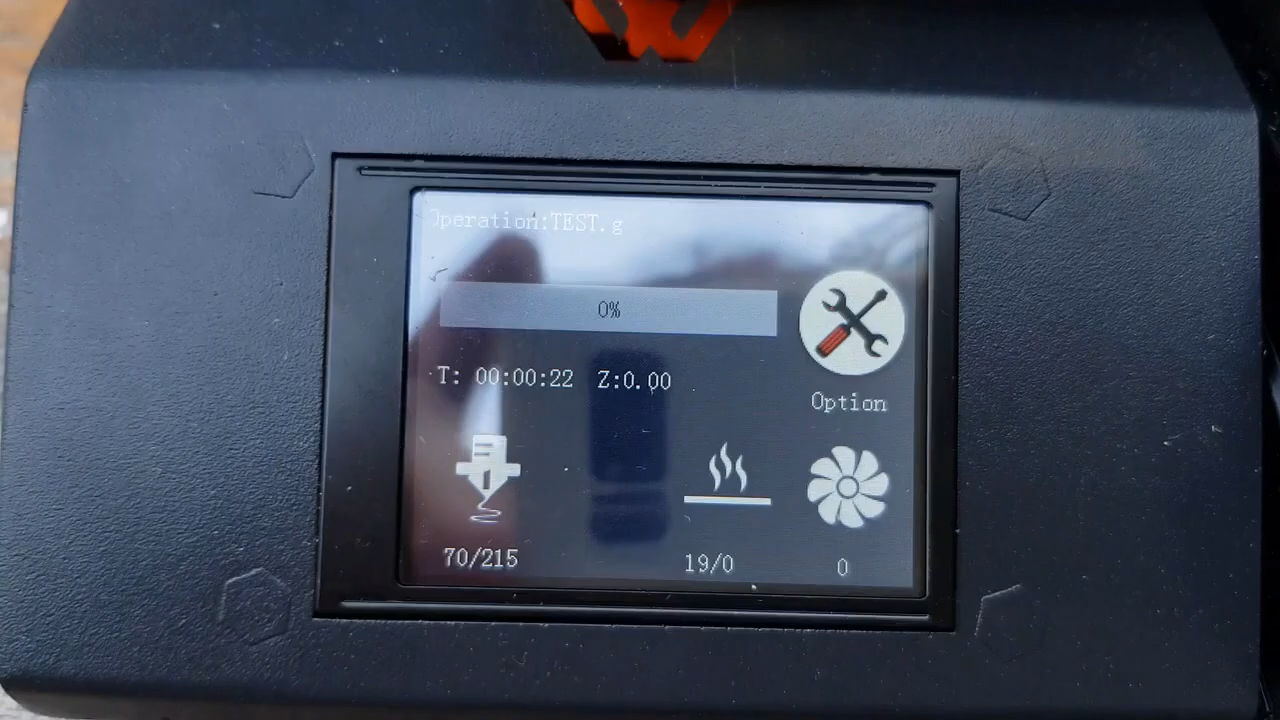 Operation:TEST.g
0%
T: 00:00:22 Z:0.00
Option
70/215
19/0
0